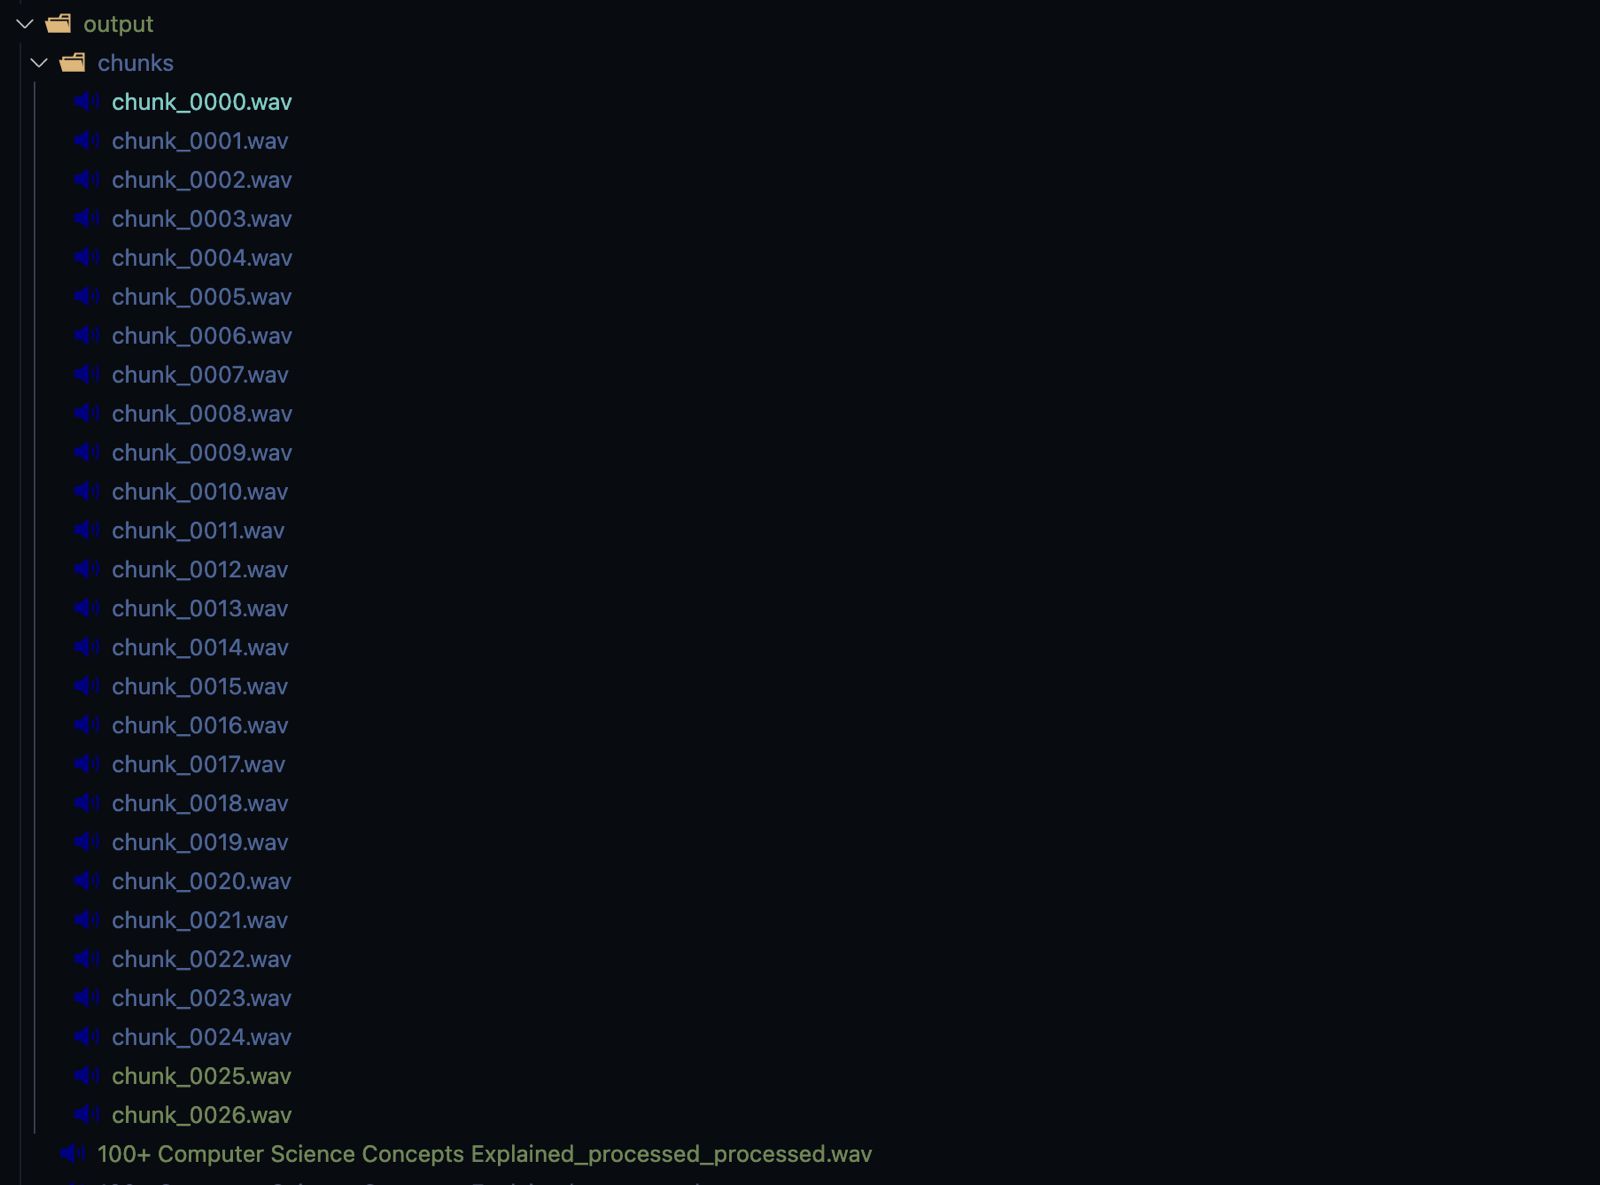 output
chunks
chunk_0000.wav
chunk_0001.wav
chunk_0002.wav
chunk_0003.wav
chunk_0004.wav
chunk_0005.wav
chunk_0006.wav
chunk_0007.wav
chunk_0008.wav
chunk_0009.wav
chunk_0010.wav
chunk_0011.wav
chunk_0012.wav
chunk_0013.wav
chunk_0014.wav
chunk_0015.wav
chunk_0016.wav
chunk_0017.wav
chunk_0018.wav
chunk_0019.wav
chunk_0020.wav
chunk_0021.wav
chunk_0022.wav
chunk_0023.wav
chunk_0024.wav
chunk_0025.wav
chunk_0026.wav
100+ Computer Science Concepts Explained_processed_processed.wav